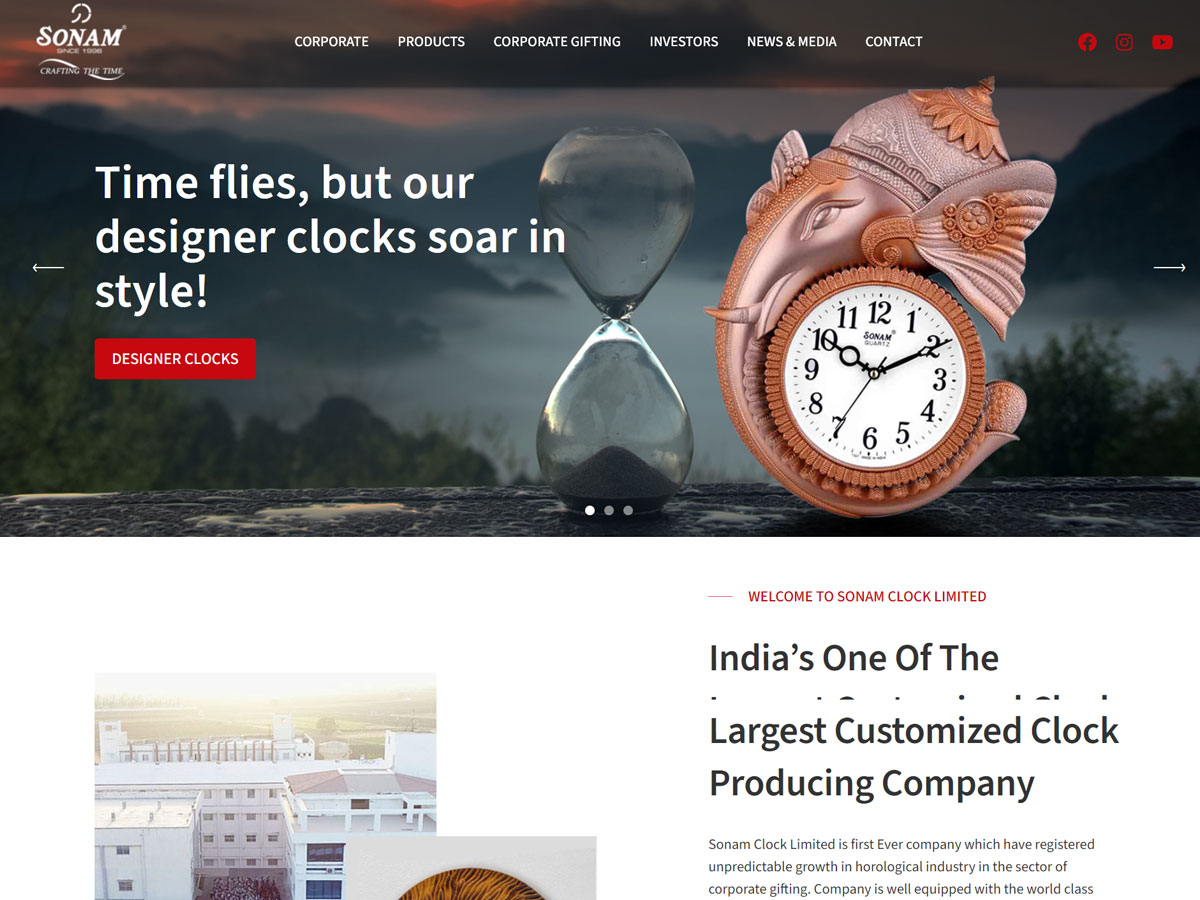 SONAM
SINCE 1996
CRAFTING THE TIME
CORPORATE
PRODUCTS
CORPORATE GIFTING
INVESTORS
NEWS & MEDIA
CONTACT
Time flies, but our
designer clocks soar in
style!
DESIGNER CLOCKS
12
1
2
3
4
5
6
7
8
9
10
11
SONAM
QUARTZ
WELCOME TO SONAM CLOCK LIMITED
India’s One Of The
Largest Customized Clock
Producing Company
Sonam Clock Limited is first Ever company which have registered
unpredictable growth in horological industry in the sector of
corporate gifting. Company is well equipped with the world class